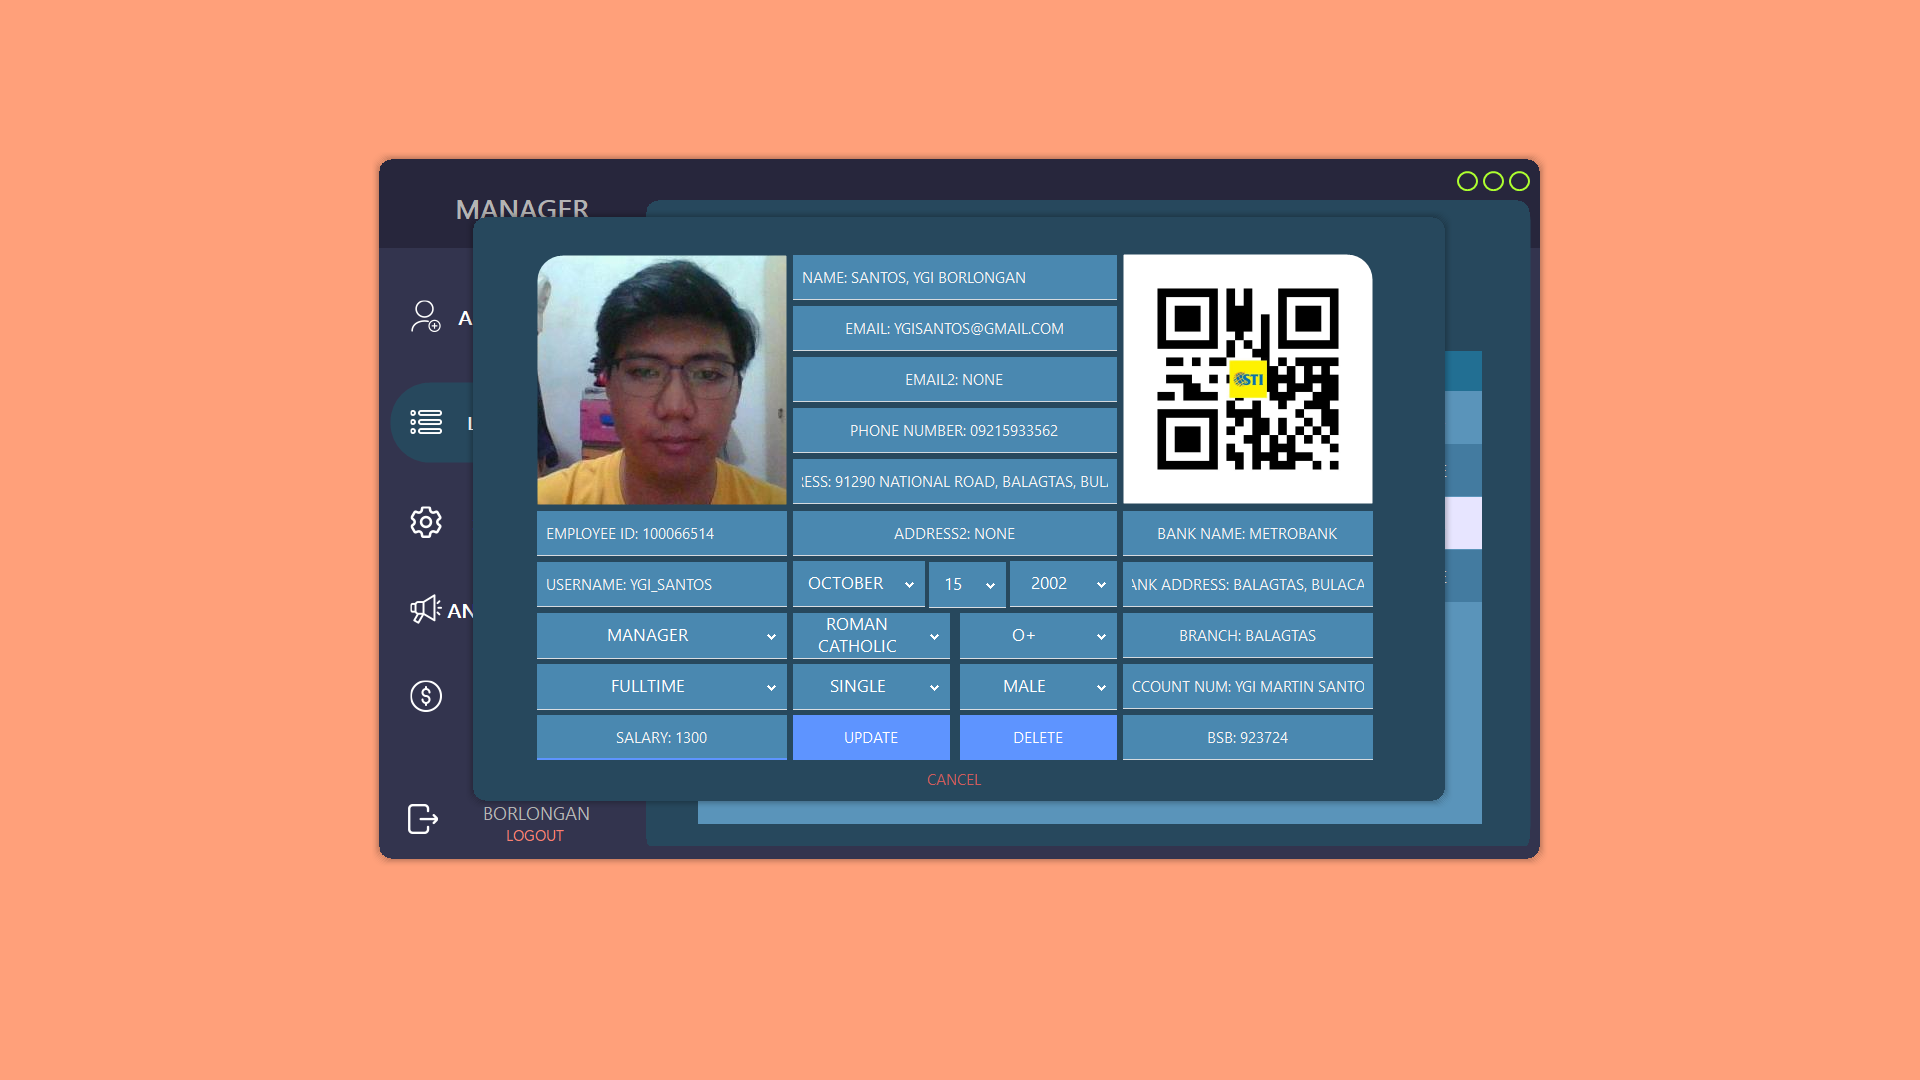 MANAGER
NAME: SANTOS, YGI BORLONGAN
EMAIL: YGISANTOS@GMAIL.COM
EMAIL2: NONE
PHONE NUMBER: 09215933562
RESS: 91290 NATIONAL ROAD, BALAGTAS, BUL
STI
EMPLOYEE ID: 100066514
ADDRESS2: NONE
BANK NAME: METROBANK
USERNAME: YGI_SANTOS
OCTOBER
15
2002
ANK ADDRESS: BALAGTAS, BULACA
MANAGER
ROMAN
CATHOLIC
O+
BRANCH: BALAGTAS
FULLTIME
SINGLE
MALE
CCOUNT NUM: YGI MARTIN SANTO
SALARY: 1300
UPDATE
DELETE
BSB: 923724
CANCEL
A
AN
BORLONGAN
LOGOUT